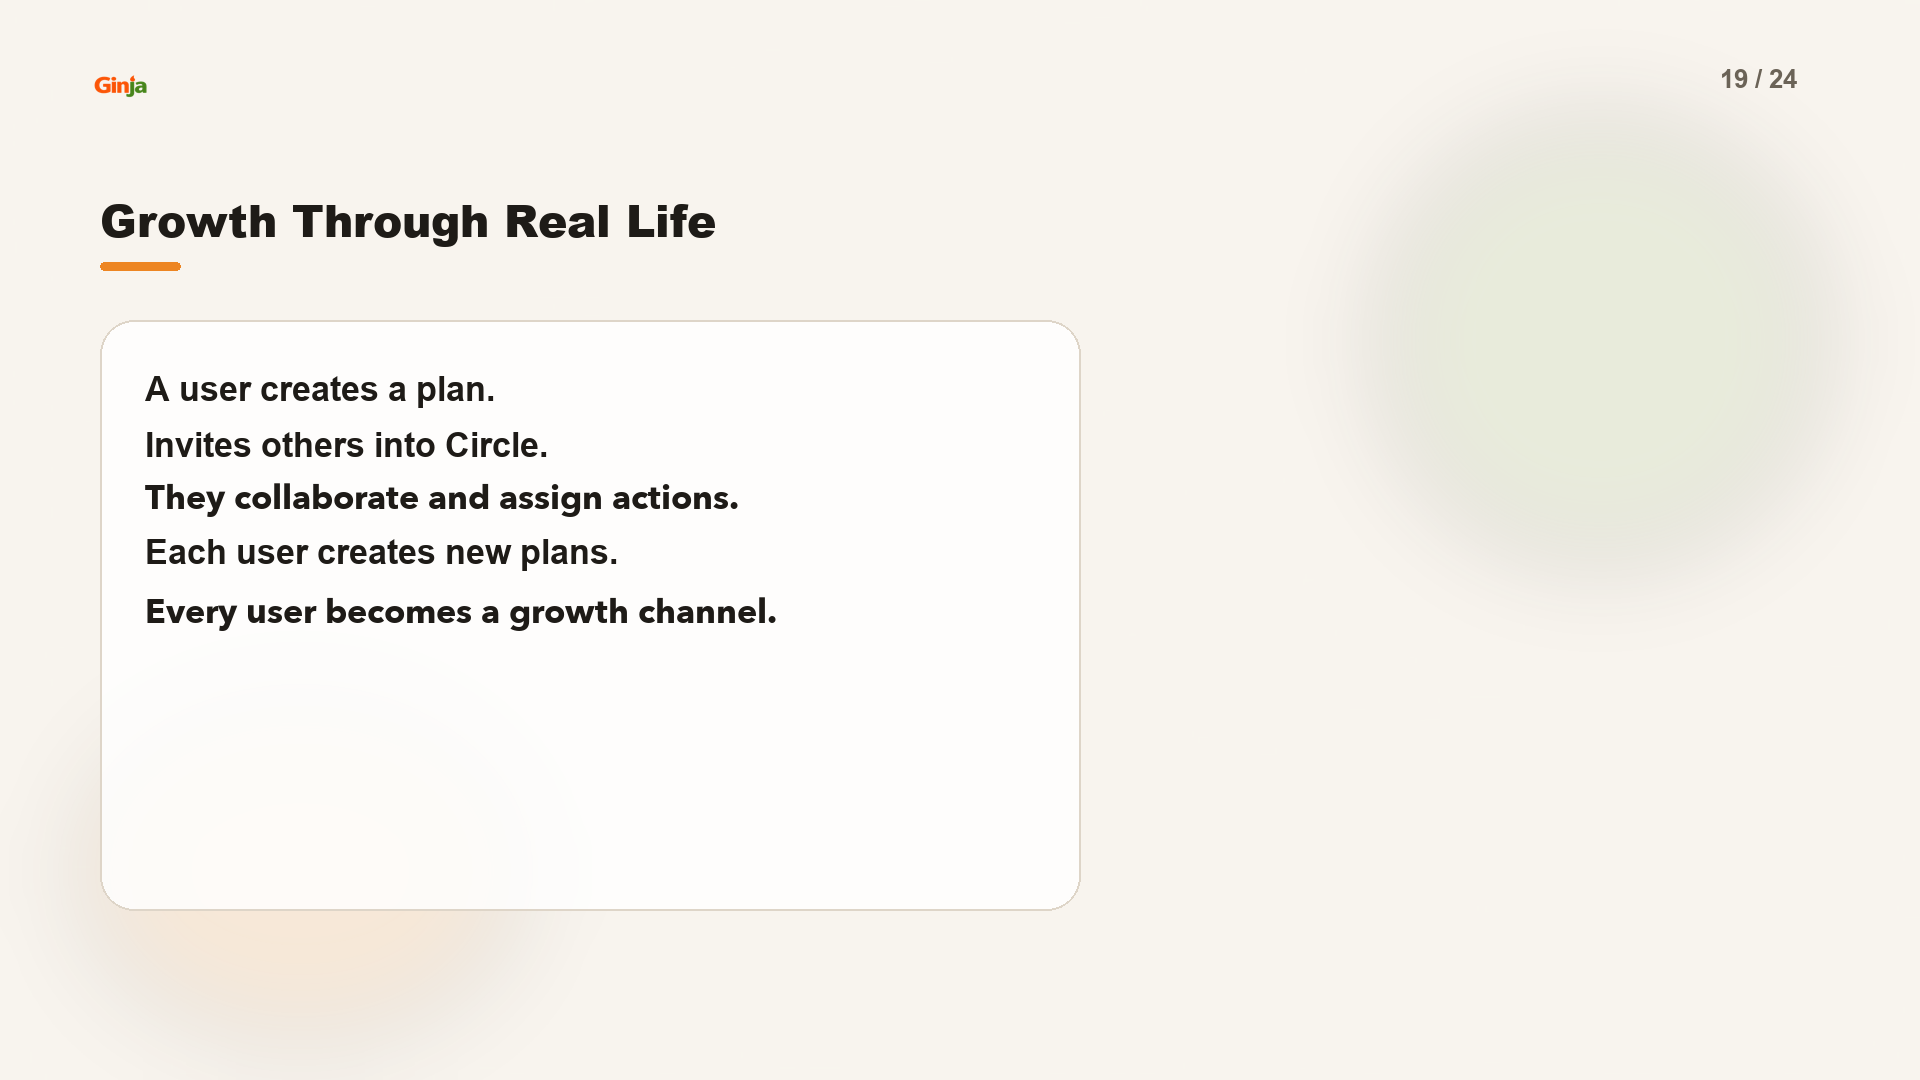 Ginja
19 / 24
Growth Through Real Life
A user creates a plan.
Invites others into Circle.
They collaborate and assign actions.
Each user creates new plans.
Every user becomes a growth channel.